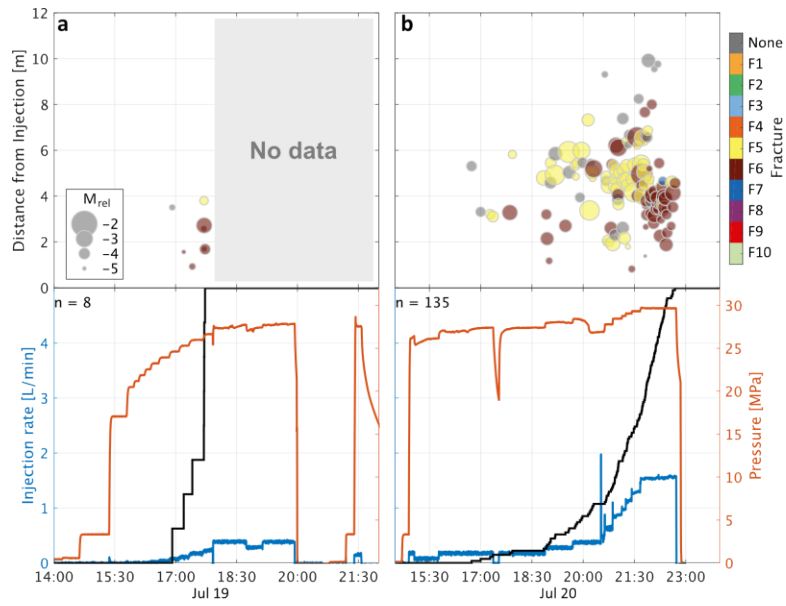 a
b
12
10
8
6
4
2
0
Distance from Injection [m]
No data
M_rel
−2
−3
−4
−5
None
F1
F2
F3
F4
F5
F6
F7
F8
F9
F10
Fracture
n = 8
n = 135
4
3
2
1
0
Injection rate [L/min]
30
25
20
15
10
5
0
Pressure [MPa]
14:00 15:30 17:00 18:30 20:00 21:30
15:30 17:00 18:30 20:00 21:30 23:00
Jul 19
Jul 20